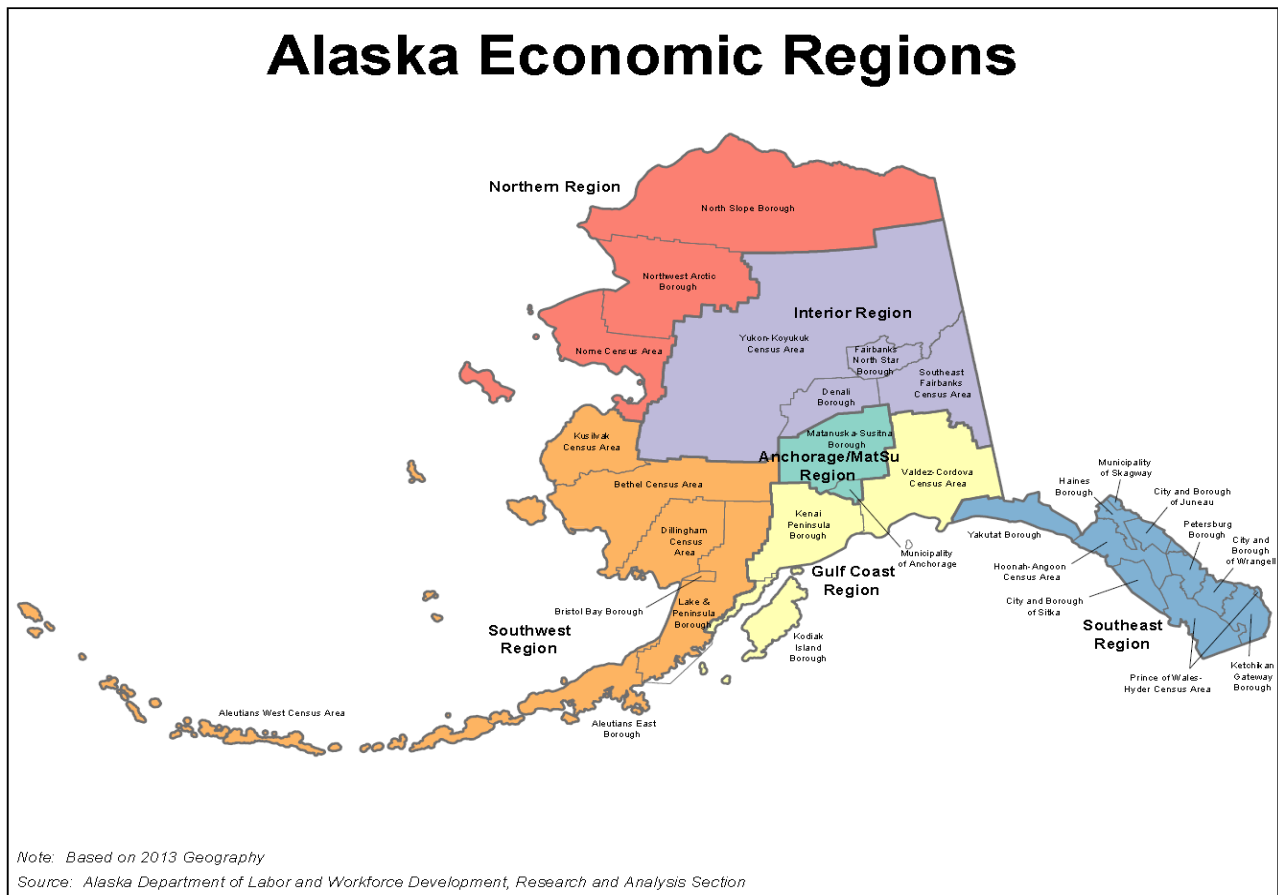 Alaska Economic Regions
Northern Region
North Slope Borough
Northwest Arctic
Borough
Nome Census Area
Interior Region
Yukon-Koyukuk
Census Area
Fairbanks
North Star
Borough
Southeast
Fairbanks
Census Area
Denali
Borough
Matanuska-Susitna
Borough
Anchorage/MatSu
Region
Kusilvak
Census Area
Bethel Census Area
Valdez-Cordova
Census Area
Dillingham
Census
Area
Kenai
Peninsula
Borough
Municipality
of Anchorage
Gulf Coast
Region
Bristol Bay Borough
Lake &
Peninsula
Borough
Southwest
Region
Kodiak
Island
Borough
Aleutians West Census Area
Aleutians East
Borough
Municipality
of Skagway
Haines
Borough
City and Borough
of Juneau
Petersburg
Borough
City and
Borough
of Wrangell
Yakutat Borough
Hoonah-Angoon
Census Area
City and Borough
of Sitka
Southeast
Region
Prince of Wales-
Hyder Census Area
Ketchikan
Gateway
Borough
Note: Based on 2013 Geography
Source: Alaska Department of Labor and Workforce Development, Research and Analysis Section